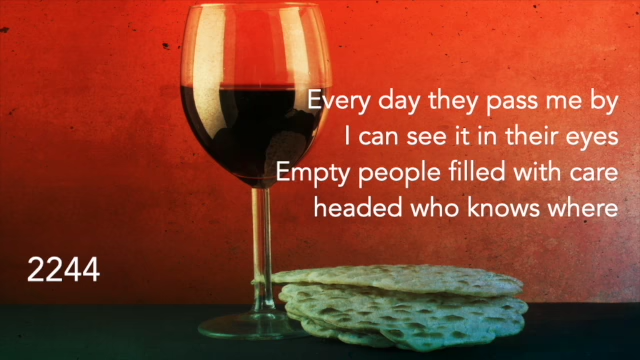 Every day they pass me by
I can see it in their eyes
Empty people filled with care
headed who knows where
2244